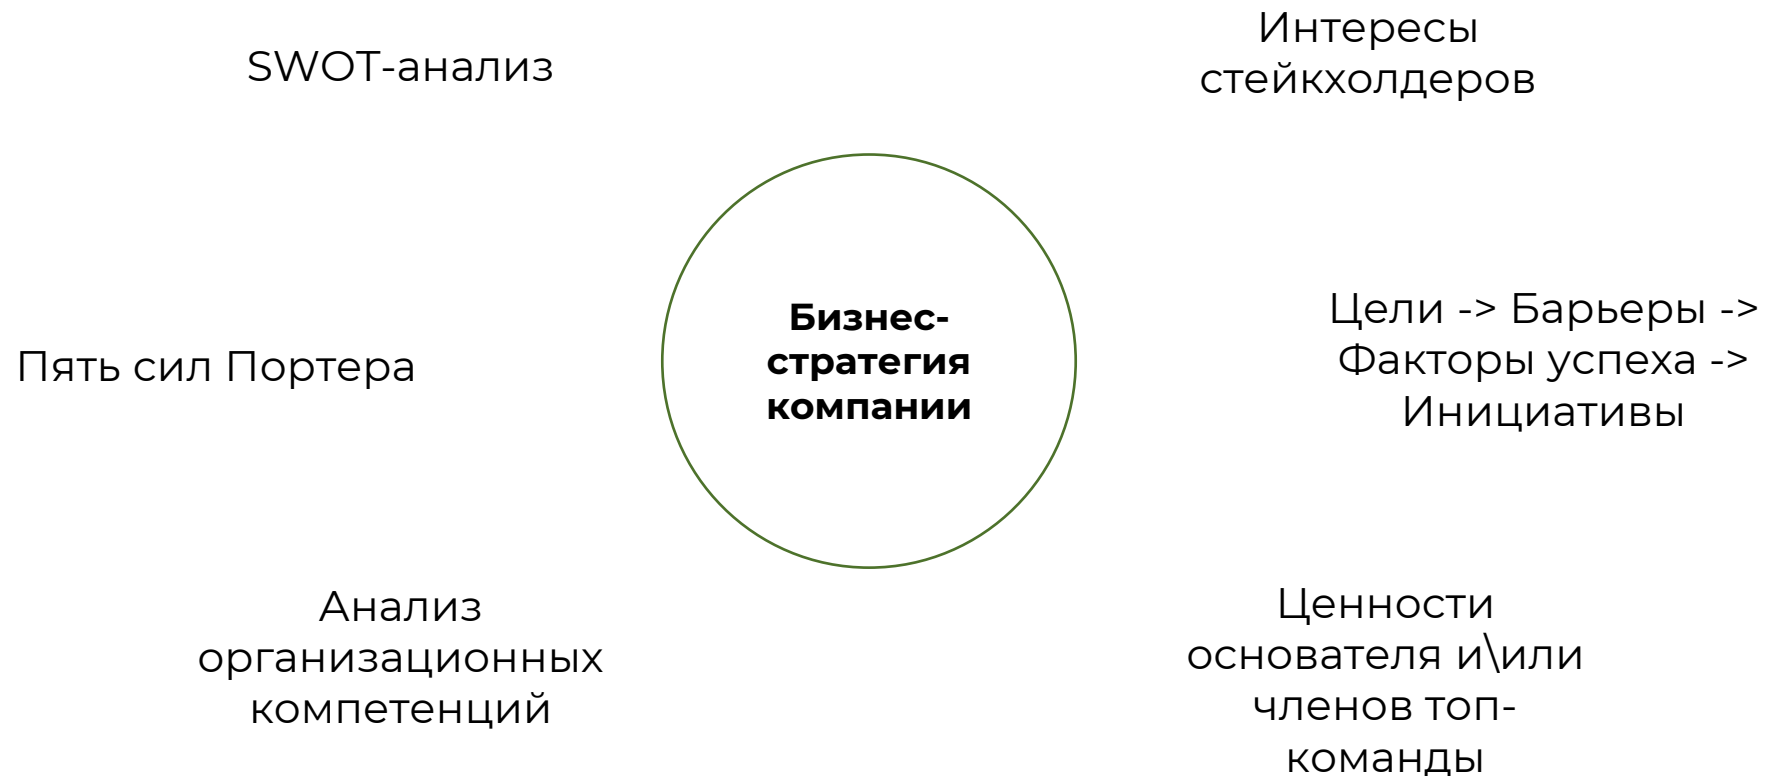 SWOT-анализ
Интересы
стейкхолдеров
Бизнес-
стратегия
компании
Пять сил Портера
Цели -> Барьеры ->
Факторы успеха ->
Инициативы
Анализ
организационных
компетенций
Ценности
основателя и\или
членов топ-
команды